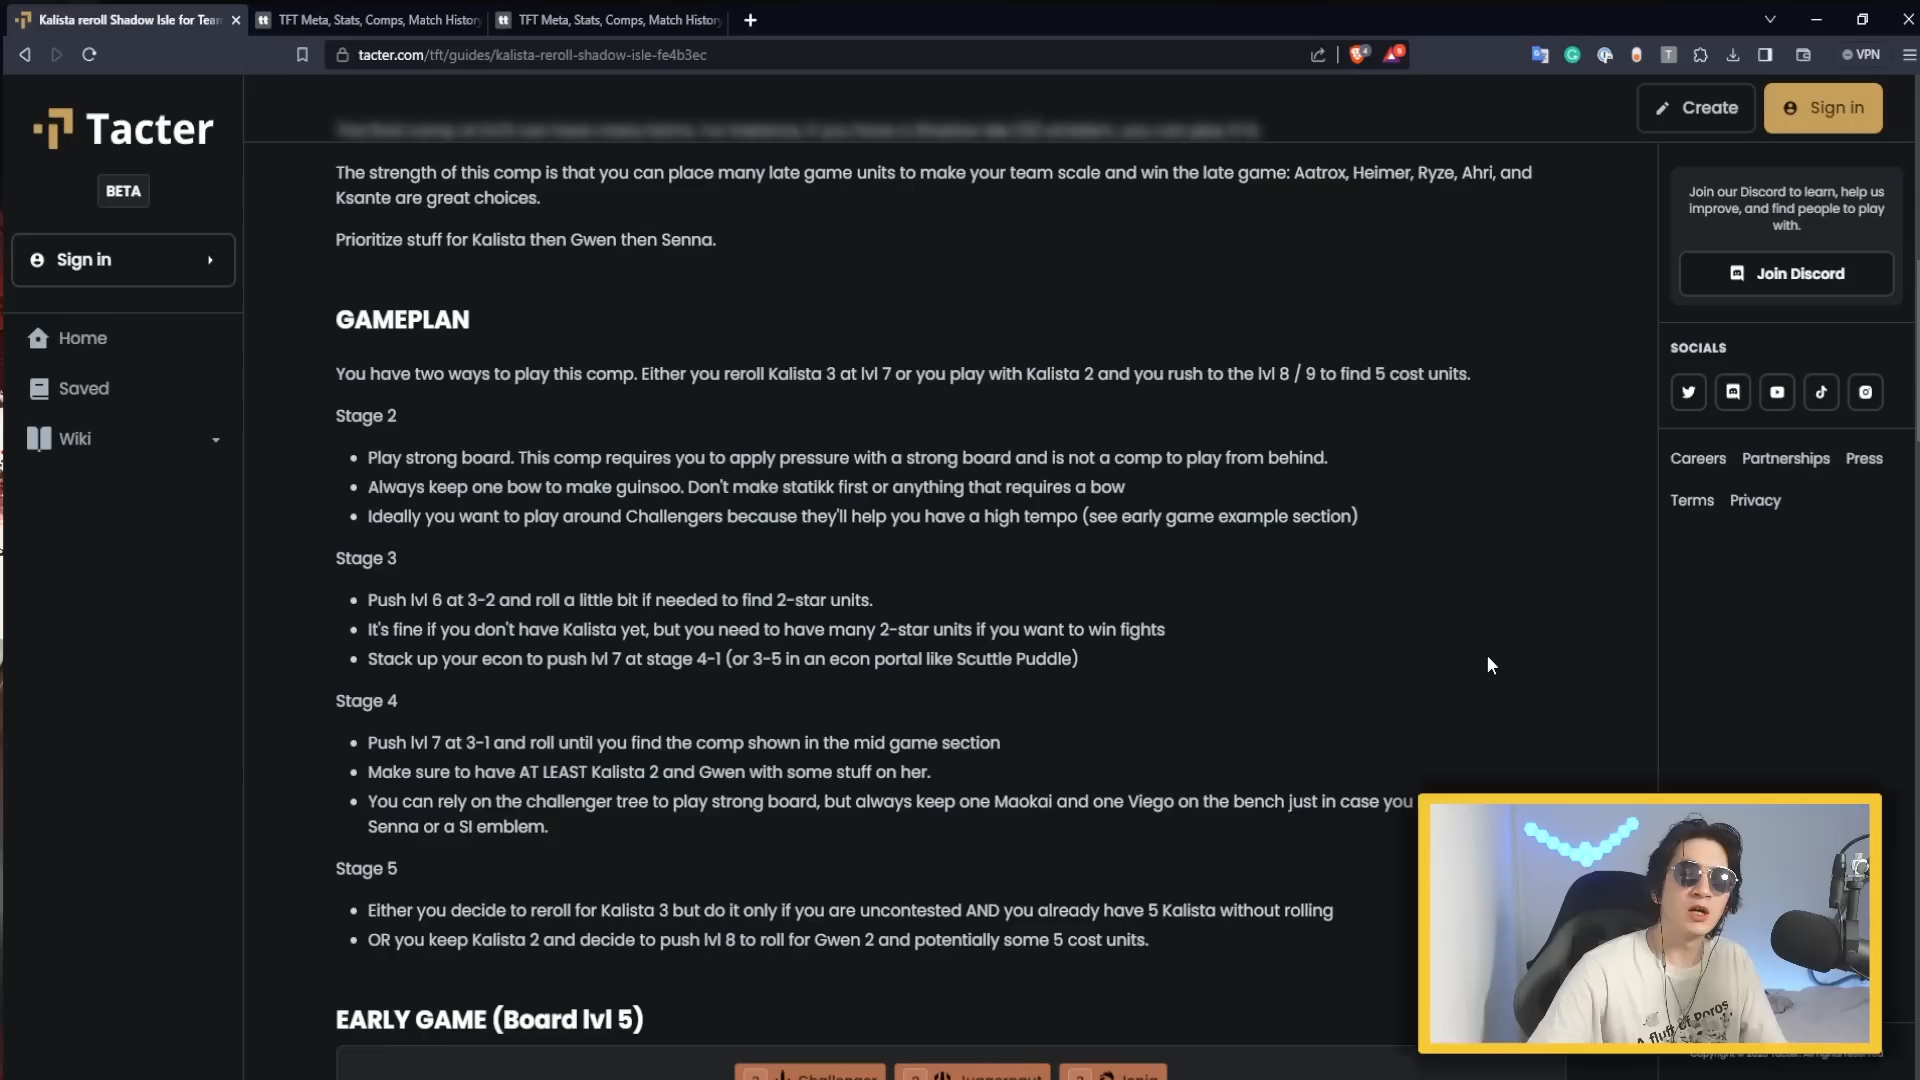 Kalista reroll Shadow Isle for Tean
TFT Meta, Stats, Comps, Match History
TFT Meta, Stats, Comps, Match History
tacter.com/tft/guides/kalista-reroll-shadow-isle-fe4b3ec
VPN
Tacter
BETA
Create
Sign in
Sign in
Home
Saved
Wiki
The strength of this comp is that you can place many late game units to make your team scale and win the late game: Aatrox, Heimer, Ryze, Ahri, and
Ksante are great choices.
Prioritize stuff for Kalista then Gwen then Senna.
GAMEPLAN
You have two ways to play this comp. Either you reroll Kalista 3 at lvl 7 or you play with Kalista 2 and you rush to the lvl 8 / 9 to find 5 cost units.
Stage 2
• Play strong board. This comp requires you to apply pressure with a strong board and is not a comp to play from behind.
• Always keep one bow to make guinsoo. Don't make statikk first or anything that requires a bow
• Ideally you want to play around Challengers because they'll help you have a high tempo (see early game example section)
Stage 3
• Push lvl 6 at 3-2 and roll a little bit if needed to find 2-star units.
• It's fine if you don't have Kalista yet, but you need to have many 2-star units if you want to win fights
• Stack up your econ to push lvl 7 at stage 4-1 (or 3-5 in an econ portal like Scuttle Puddle)
Stage 4
• Push lvl 7 at 3-1 and roll until you find the comp shown in the mid game section
• Make sure to have AT LEAST Kalista 2 and Gwen with some stuff on her.
• You can rely on the challenger tree to play strong board, but always keep one Maokai and one Viego on the bench just in case you
Senna or a SI emblem.
Stage 5
• Either you decide to reroll for Kalista 3 but do it only if you are uncontested AND you already have 5 Kalista without rolling
• OR you keep Kalista 2 and decide to push lvl 8 to roll for Gwen 2 and potentially some 5 cost units.
EARLY GAME (Board lvl 5)
Challenger
Juggernaut
Ionia
Join our Discord to learn, help us
improve, and find people to play
with.
Join Discord
SOCIALS
Careers Partnerships Press
Terms Privacy
A fluff of Poros